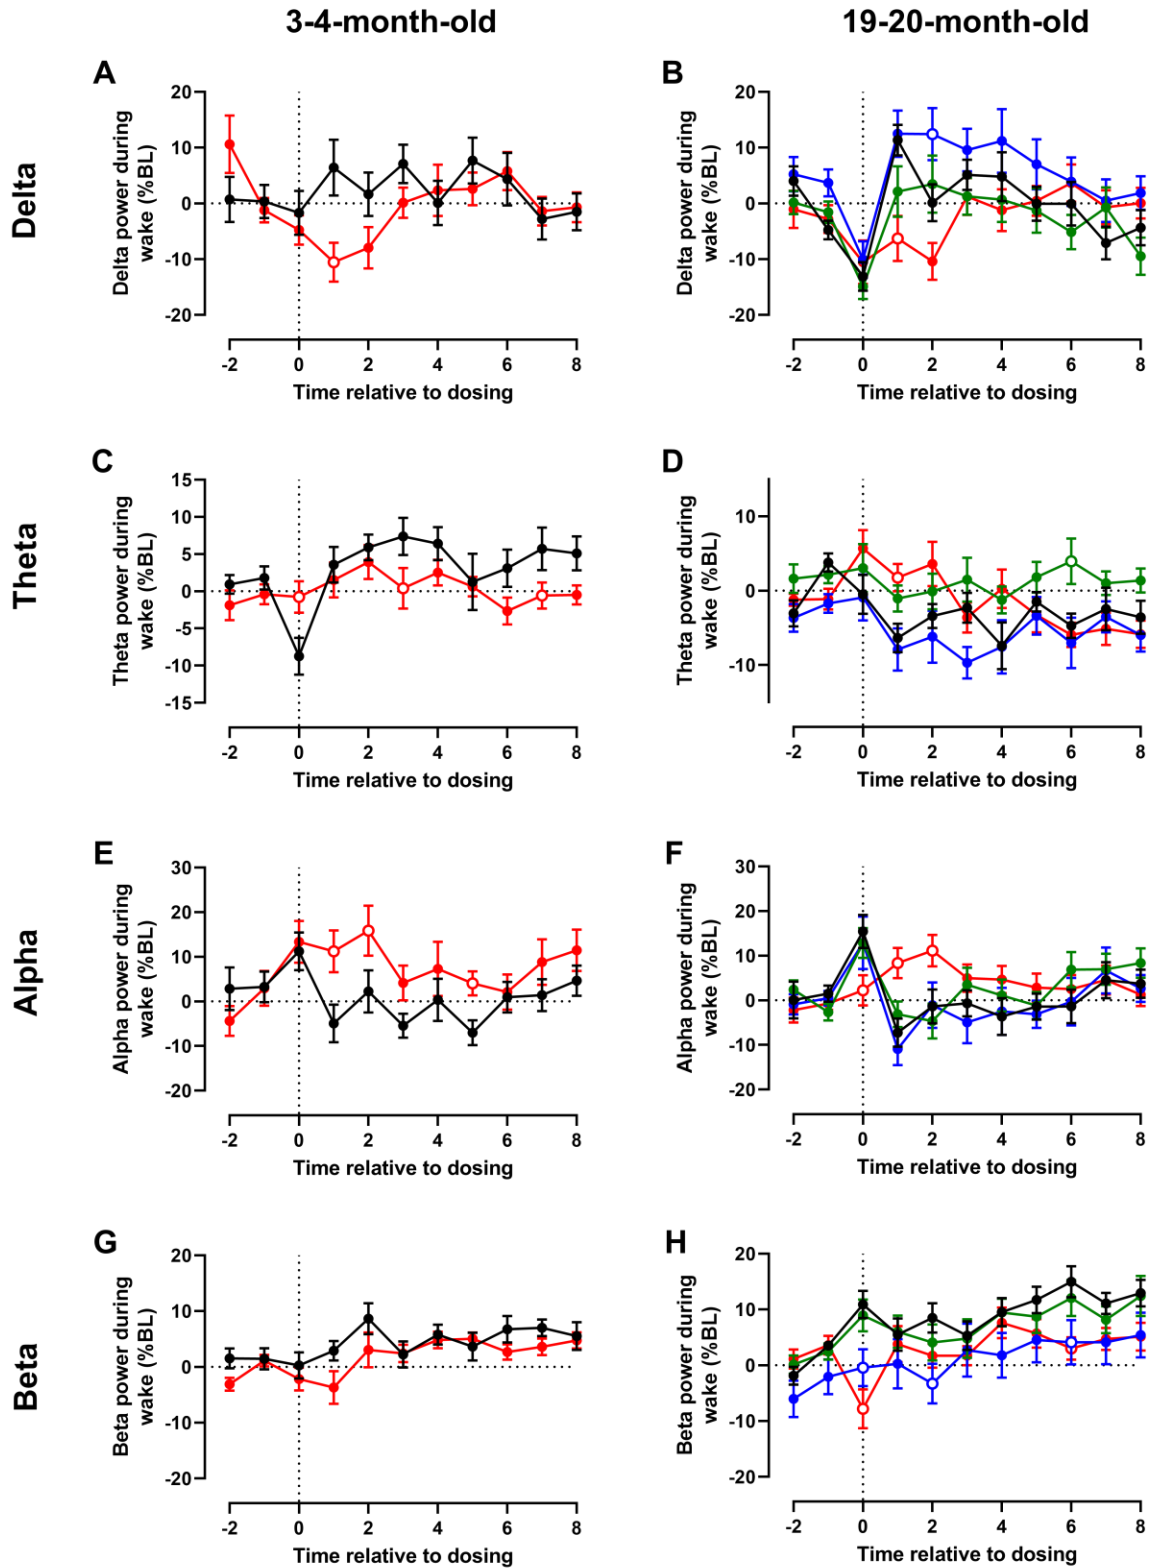 3-4-month-old
19-20-month-old
Delta
A
Delta power during
wake (%BL)
20
10
0
-10
-20
-2
0
2
4
6
8
Time relative to dosing
B
Delta power during
wake (%BL)
20
10
0
-10
-20
-2
0
2
4
6
8
Time relative to dosing
Theta
C
Theta power during
wake (%BL)
15
10
5
0
-5
-10
-15
-2
0
2
4
6
8
Time relative to dosing
D
Theta power during
wake (%BL)
10
0
-10
-2
0
2
4
6
8
Time relative to dosing
Alpha
E
Alpha power during
wake (%BL)
30
20
10
0
-10
-20
-2
0
2
4
6
8
Time relative to dosing
F
Alpha power during
wake (%BL)
30
20
10
0
-10
-20
-2
0
2
4
6
8
Time relative to dosing
Beta
G
Beta power during
wake (%BL)
20
10
0
-10
-20
-2
0
2
4
6
8
Time relative to dosing
H
Beta power during
wake (%BL)
20
10
0
-10
-20
-2
0
2
4
6
8
Time relative to dosing